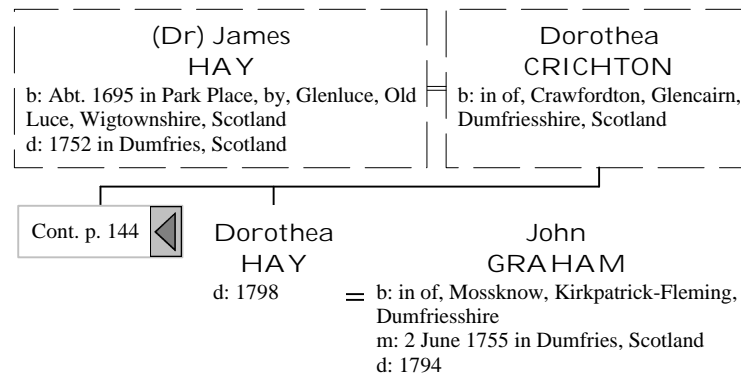 (Dr) James
HAY
b: Abt. 1695 in Park Place, by, Glenluce, Old
Luce, Wigtownshire, Scotland
d: 1752 in Dumfries, Scotland
=
Dorothea
CRICHTON
b: in of, Crawfordton, Glencairn,
Dumfriesshire, Scotland
Cont. p. 144
Dorothea
HAY
d: 1798
=
John
GRAHAM
b: in of, Mossknow, Kirkpatrick-Fleming,
Dumfriesshire
m: 2 June 1755 in Dumfries, Scotland
d: 1794